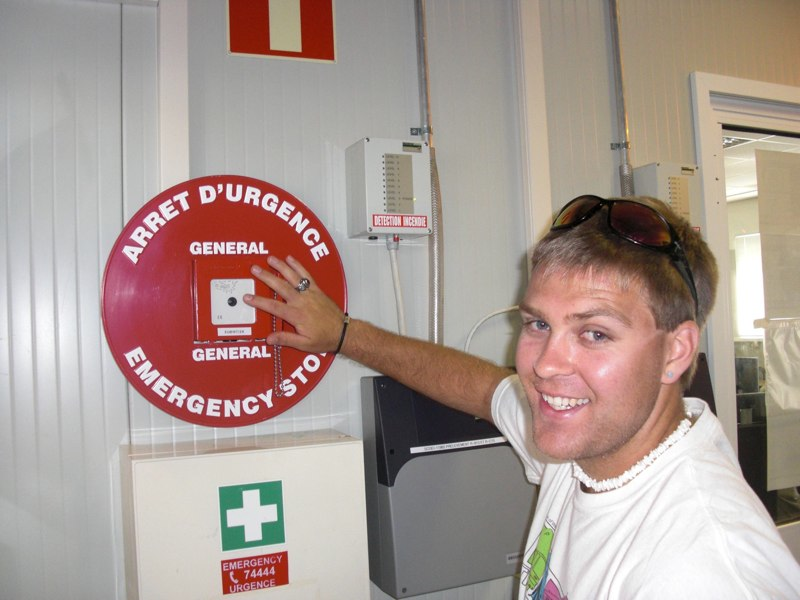 ARRET D'URGENCE
GENERAL
GENERAL
EMERGENCY STOP
DETECTION INCENDIE
EMERGENCY
74444
URGENCE